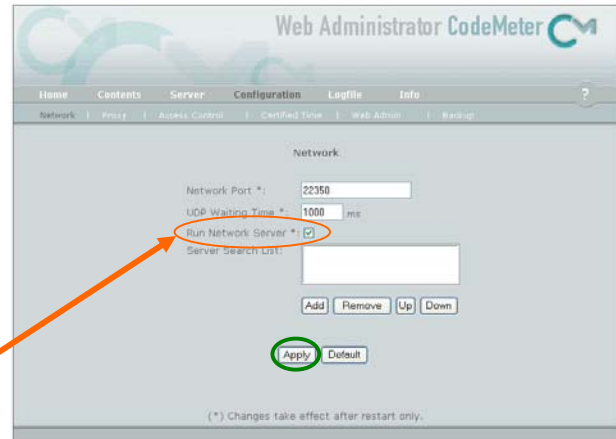 Web Administrator CodeMeter CM
Home Contents Server Configuration Logfile Info ?
Network | Proxy | Access Control | Certified Time | Web Admin | Backup
Network
Network Port *: 22350
UDP Waiting Time *: 1000 ms
Run Network Server *:
Server Search List:
Add Remove Up Down
Apply Default
(*) Changes take effect after restart only.